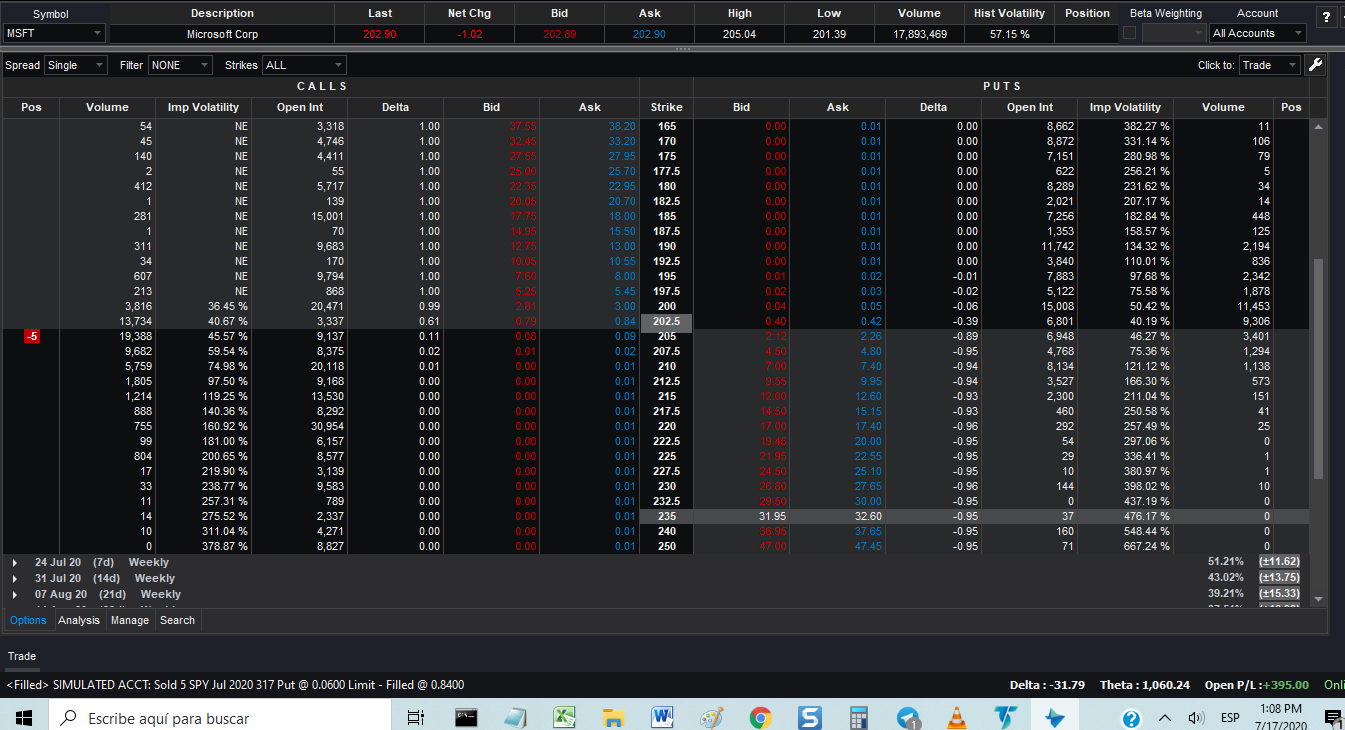 Symbol Description Last Net Chg Bid Ask High Low Volume Hist Volatility Position Beta Weighting Account ?
MSFT Microsoft Corp 202.90 -1.02 202.89 202.90 205.04 201.39 17,893,469 57.15 % All Accounts
Spread Single Filter NONE Strikes ALL Click to: Trade
CALLS PUTS
Pos Volume Imp Volatility Open Int Delta Bid Ask Strike Bid Ask Delta Open Int Imp Volatility Volume Pos
54 NE 3,318 1.00 37.55 38.20 165 0.00 0.01 0.00 8,662 382.27 % 11
45 NE 4,746 1.00 32.45 33.20 170 0.00 0.01 0.00 8,872 331.14 % 106
140 NE 4,411 1.00 27.55 27.95 175 0.00 0.01 0.00 7,151 280.98 % 79
2 NE 55 1.00 25.00 25.70 177.5 0.00 0.01 0.00 622 256.21 % 5
412 NE 5,717 1.00 22.35 22.95 180 0.00 0.01 0.00 8,289 231.62 % 34
1 NE 139 1.00 20.05 20.70 182.5 0.00 0.01 0.00 2,021 207.17 % 14
281 NE 15,001 1.00 17.75 18.00 185 0.00 0.01 0.00 7,256 182.84 % 448
1 NE 70 1.00 14.95 15.50 187.5 0.00 0.01 0.00 1,353 158.57 % 125
311 NE 9,683 1.00 12.75 13.00 190 0.00 0.01 0.00 11,742 134.32 % 2,194
34 NE 170 1.00 10.05 10.55 192.5 0.00 0.01 0.00 3,840 110.01 % 836
607 NE 9,794 1.00 7.60 8.00 195 0.01 0.02 -0.01 7,883 97.68 % 2,342
213 NE 868 1.00 5.25 5.45 197.5 0.02 0.03 -0.02 5,122 75.58 % 1,878
3,816 36.45 % 20,471 0.99 2.81 3.00 200 0.04 0.05 -0.06 15,008 50.42 % 11,453
13,734 40.67 % 3,337 0.61 0.79 0.84 202.5 0.40 0.42 -0.39 6,801 40.19 % 9,306
-5 19,388 45.57 % 9,137 0.11 0.08 0.09 205 2.12 2.26 -0.89 6,948 46.27 % 3,401
9,682 59.54 % 8,375 0.02 0.01 0.02 207.5 4.50 4.80 -0.95 4,768 75.36 % 1,294
5,759 74.98 % 20,118 0.01 0.00 0.01 210 7.00 7.40 -0.94 8,134 121.12 % 1,138
1,805 97.50 % 9,168 0.00 0.00 0.01 212.5 9.55 9.95 -0.94 3,527 166.30 % 573
1,214 119.25 % 13,530 0.00 0.00 0.01 215 12.00 12.60 -0.93 2,300 211.04 % 151
888 140.36 % 8,292 0.00 0.00 0.01 217.5 14.50 15.15 -0.93 460 250.58 % 41
755 160.92 % 30,954 0.00 0.00 0.01 220 17.00 17.40 -0.96 292 257.49 % 25
99 181.00 % 6,157 0.00 0.00 0.01 222.5 19.45 20.00 -0.95 54 297.06 % 0
804 200.65 % 8,577 0.00 0.00 0.01 225 21.95 22.55 -0.95 29 336.41 % 1
17 219.90 % 3,139 0.00 0.00 0.01 227.5 24.50 25.10 -0.95 10 380.97 % 1
33 238.77 % 9,583 0.00 0.00 0.01 230 26.80 27.65 -0.96 144 398.02 % 10
11 257.31 % 789 0.00 0.00 0.01 232.5 29.50 30.00 -0.95 0 437.19 % 0
14 275.52 % 2,337 0.00 0.00 0.01 235 31.95 32.60 -0.95 37 476.17 % 0
10 311.04 % 4,271 0.00 0.00 0.01 240 36.95 37.65 -0.95 160 548.44 % 0
0 378.87 % 8,827 0.00 0.00 0.01 250 47.00 47.45 -0.95 71 667.24 % 0
24 Jul 20 (7d) Weekly 51.21% (±11.62)
31 Jul 20 (14d) Weekly 43.02% (±13.75)
07 Aug 20 (21d) Weekly 39.21% (±15.33)
Options Analysis Manage Search
Trade
<Filled> SIMULATED ACCT: Sold 5 SPY Jul 2020 317 Put @ 0.0600 Limit - Filled @ 0.8400 Delta : -31.79 Theta : 1,060.24 Open P/L :+395.00 Onli
Escribe aquí para buscar ESP 1:08 PM
7/17/2020